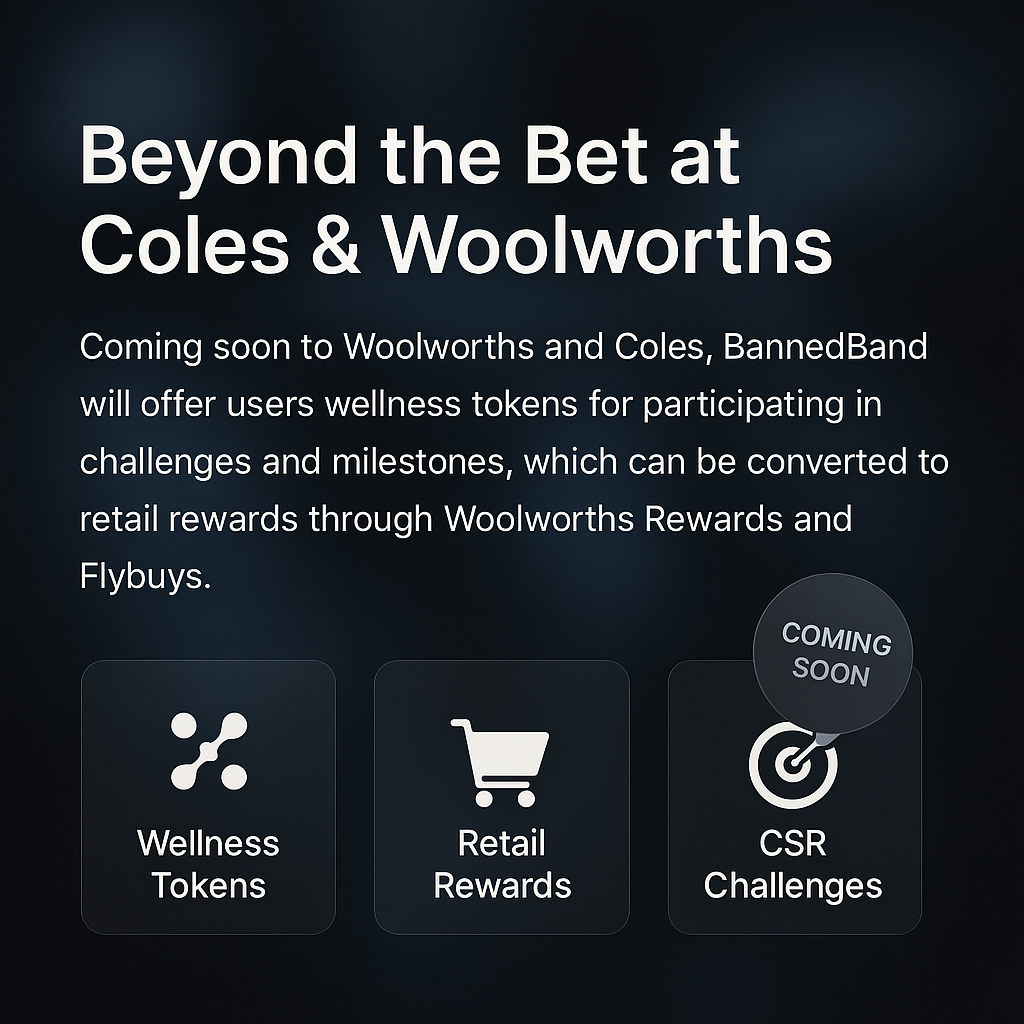 Beyond the Bet at
Coles & Woolworths
Coming soon to Woolworths and Coles, BannedBand
will offer users wellness tokens for participating in
challenges and milestones, which can be converted to
retail rewards through Woolworths Rewards and
Flybuys.
COMING
SOON
Wellness
Tokens
Retail
Rewards
CSR
Challenges